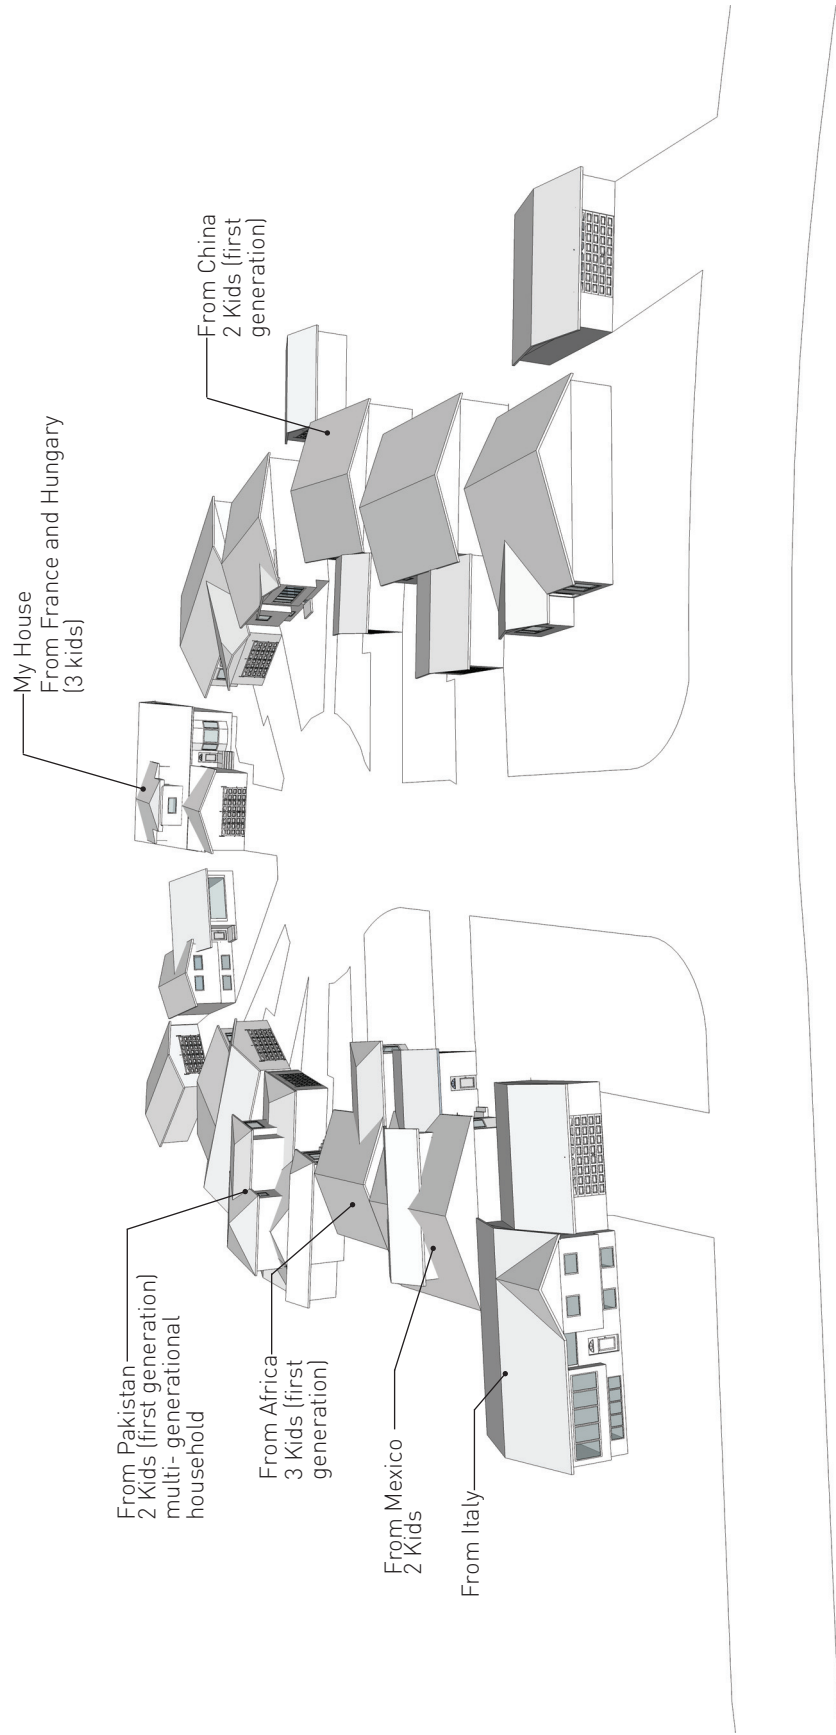 From Pakistan
2 Kids (first generation)
multi- generational
household
From Africa
3 Kids (first
generation)
From Mexico
2 Kids
From Italy
My House
From France and Hungary
(3 kids)
From China
2 Kids (first
generation)